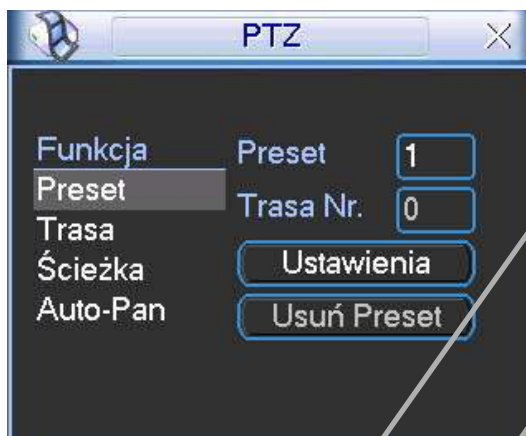 PTZ
Funkcja
Preset
Trasa
Ścieżka
Auto-Pan
Preset 1
Trasa Nr. 0
Ustawienia
Usuń Preset